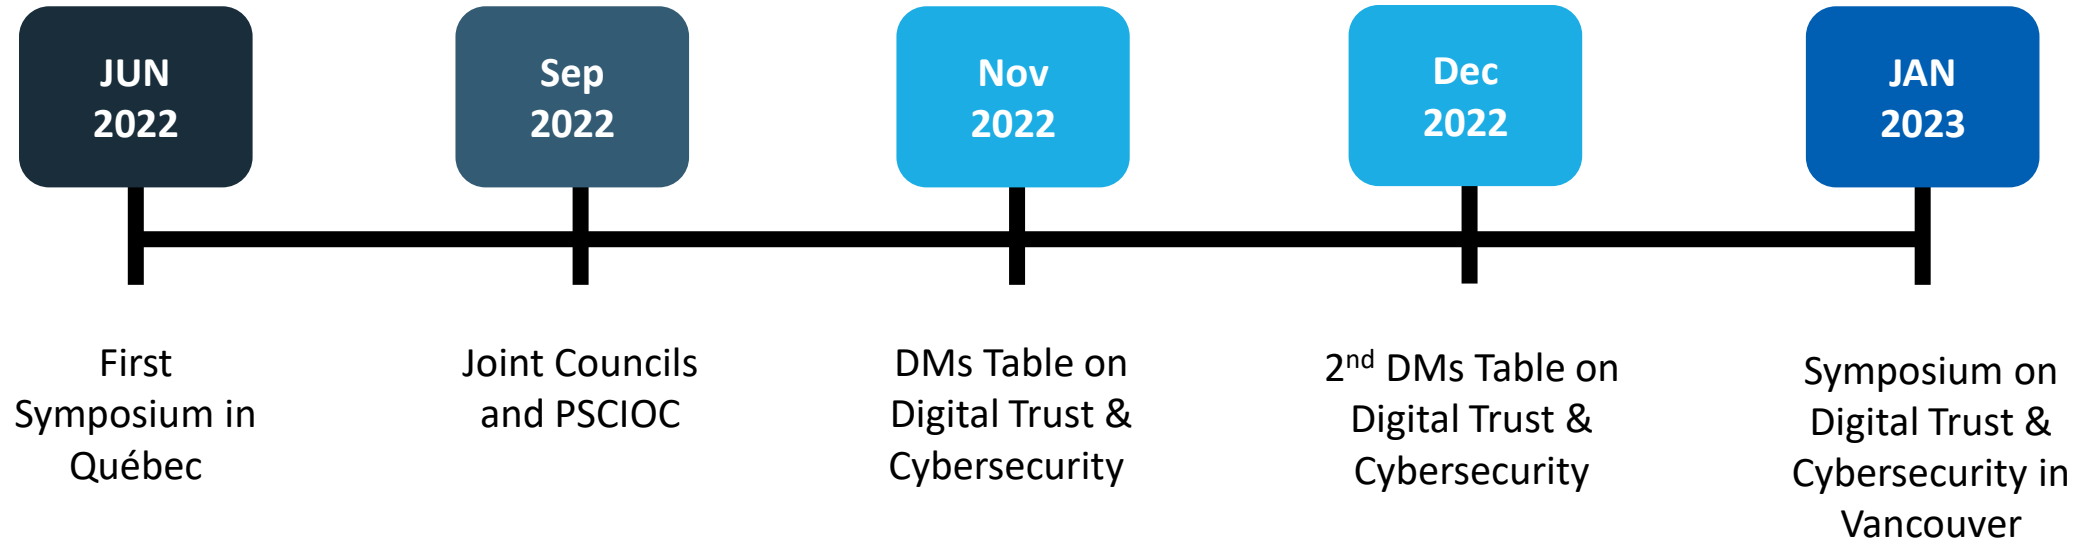 JUN
2022
Sep
2022
Nov
2022
Dec
2022
JAN
2023
First
Symposium in
Québec
Joint Councils
and PSCIOC
DMs Table on
Digital Trust &
Cybersecurity
2nd DMs Table on
Digital Trust &
Cybersecurity
Symposium on
Digital Trust &
Cybersecurity in
Vancouver